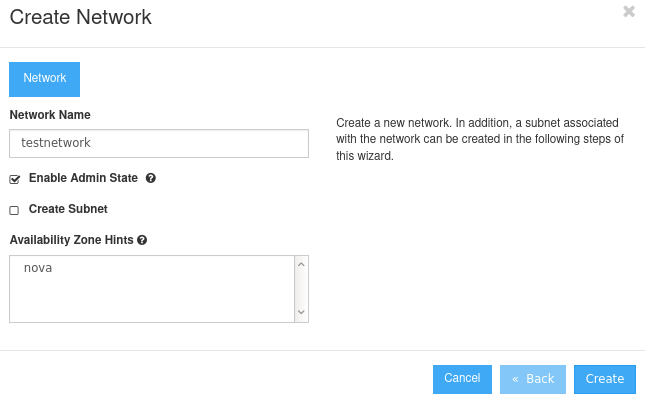 Create Network
Network
Network Name
testnetwork
Enable Admin State
Create Subnet
Availability Zone Hints
nova
Create a new network. In addition, a subnet associated
with the network can be created in the following steps of
this wizard.
Cancel
« Back
Create